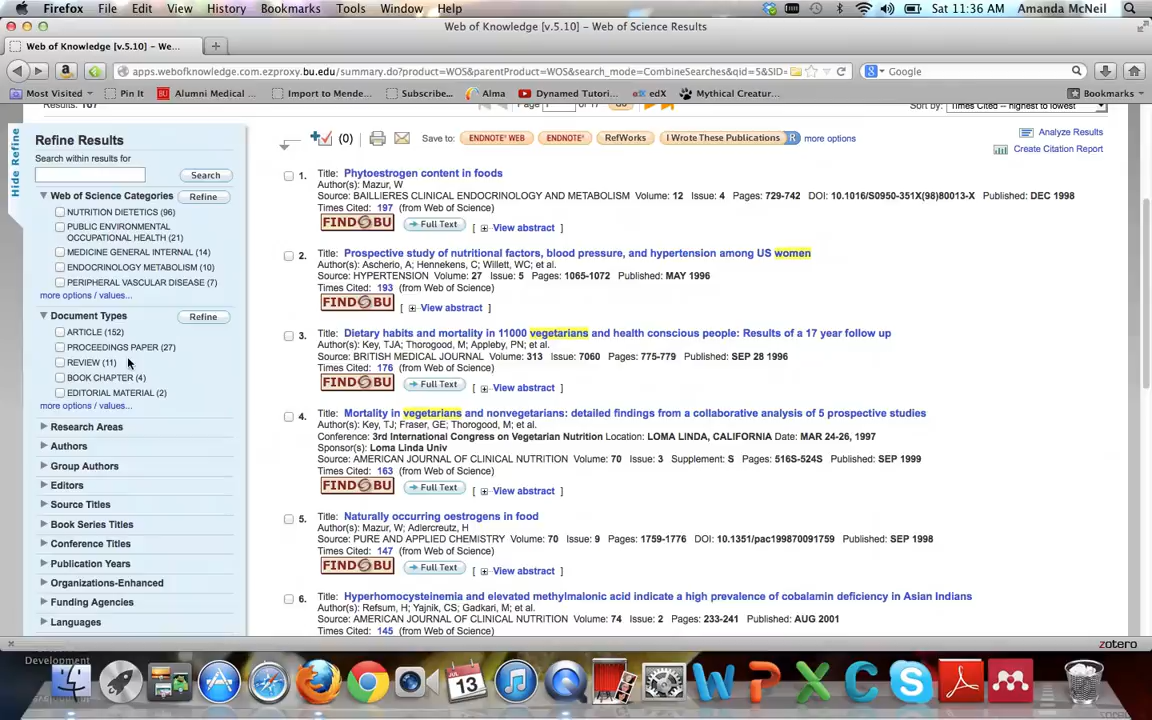 Firefox File Edit View History Bookmarks Tools Window Help Sat 11:36 AM Amanda McNeil
Web of Knowledge [v.5.10] – Web of Science Results
Web of Knowledge [v.5.10] – We...
apps.webofknowledge.com.ezproxy.bu.edu/summary.do?product=WOS&parentProduct=WOS&search_mode=CombineSearches&qid=5&SID= Google
Most Visited Pin It Alumni Medical ... Import to Mende... Subscribe... Alma Dynamed Tutori... edX Mythical Creatur... Bookmarks
Results: 167 Page 1 of 17 Go Sort by: Times Cited -- highest to lowest
Hide Refine
Refine Results
Search within results for
Search
Web of Science Categories Refine
NUTRITION DIETETICS (96)
PUBLIC ENVIRONMENTAL
OCCUPATIONAL HEALTH (21)
MEDICINE GENERAL INTERNAL (14)
ENDOCRINOLOGY METABOLISM (10)
PERIPHERAL VASCULAR DISEASE (7)
more options / values...
Document Types Refine
ARTICLE (152)
PROCEEDINGS PAPER (27)
REVIEW (11)
BOOK CHAPTER (4)
EDITORIAL MATERIAL (2)
more options / values...
Research Areas
Authors
Group Authors
Editors
Source Titles
Book Series Titles
Conference Titles
Publication Years
Organizations-Enhanced
Funding Agencies
Languages
(0) Save to: ENDNOTE WEB ENDNOTE RefWorks I Wrote These Publications R more options
Analyze Results
Create Citation Report
1. Title: Phytoestrogen content in foods
Author(s): Mazur, W
Source: BAILLIERES CLINICAL ENDOCRINOLOGY AND METABOLISM Volume: 12 Issue: 4 Pages: 729-742 DOI: 10.1016/S0950-351X(98)80013-X Published: DEC 1998
Times Cited: 197 (from Web of Science)
FIND@BU Full Text [ View abstract ]
2. Title: Prospective study of nutritional factors, blood pressure, and hypertension among US women
Author(s): Ascherio, A; Hennekens, C; Willett, WC; et al.
Source: HYPERTENSION Volume: 27 Issue: 5 Pages: 1065-1072 Published: MAY 1996
Times Cited: 193 (from Web of Science)
FIND@BU [ View abstract ]
3. Title: Dietary habits and mortality in 11000 vegetarians and health conscious people: Results of a 17 year follow up
Author(s): Key, TJA; Thorogood, M; Appleby, PN; et al.
Source: BRITISH MEDICAL JOURNAL Volume: 313 Issue: 7060 Pages: 775-779 Published: SEP 28 1996
Times Cited: 176 (from Web of Science)
FIND@BU Full Text [ View abstract ]
4. Title: Mortality in vegetarians and nonvegetarians: detailed findings from a collaborative analysis of 5 prospective studies
Author(s): Key, TJ; Fraser, GE; Thorogood, M; et al.
Conference: 3rd International Congress on Vegetarian Nutrition Location: LOMA LINDA, CALIFORNIA Date: MAR 24-26, 1997
Sponsor(s): Loma Linda Univ
Source: AMERICAN JOURNAL OF CLINICAL NUTRITION Volume: 70 Issue: 3 Supplement: S Pages: 516S-524S Published: SEP 1999
Times Cited: 163 (from Web of Science)
FIND@BU Full Text [ View abstract ]
5. Title: Naturally occurring oestrogens in food
Author(s): Mazur, W; Adlercreutz, H
Source: PURE AND APPLIED CHEMISTRY Volume: 70 Issue: 9 Pages: 1759-1776 DOI: 10.1351/pac199870091759 Published: SEP 1998
Times Cited: 147 (from Web of Science)
FIND@BU Full Text [ View abstract ]
6. Title: Hyperhomocysteinemia and elevated methylmalonic acid indicate a high prevalence of cobalamin deficiency in Asian Indians
Author(s): Refsum, H; Yajnik, CS; Gadkari, M; et al.
Source: AMERICAN JOURNAL OF CLINICAL NUTRITION Volume: 74 Issue: 2 Pages: 233-241 Published: AUG 2001
Times Cited: 145 (from Web of Science)
zotero
Development
JUL
13